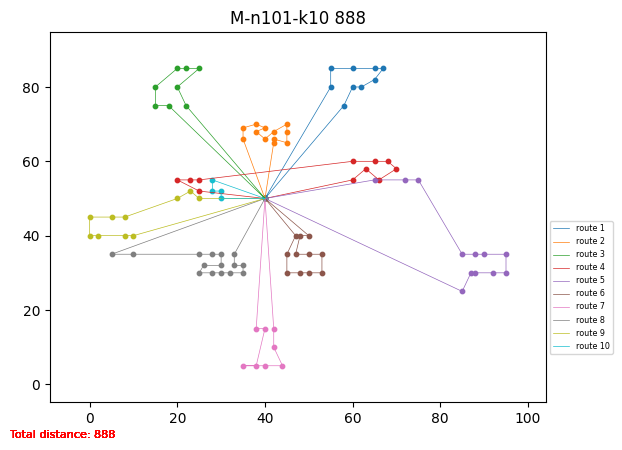 M-n101-k10 888
80
60
40
20
0
0 20 40 60 80 100
route 1
route 2
route 3
route 4
route 5
route 6
route 7
route 8
route 9
route 10
Total distance: 888